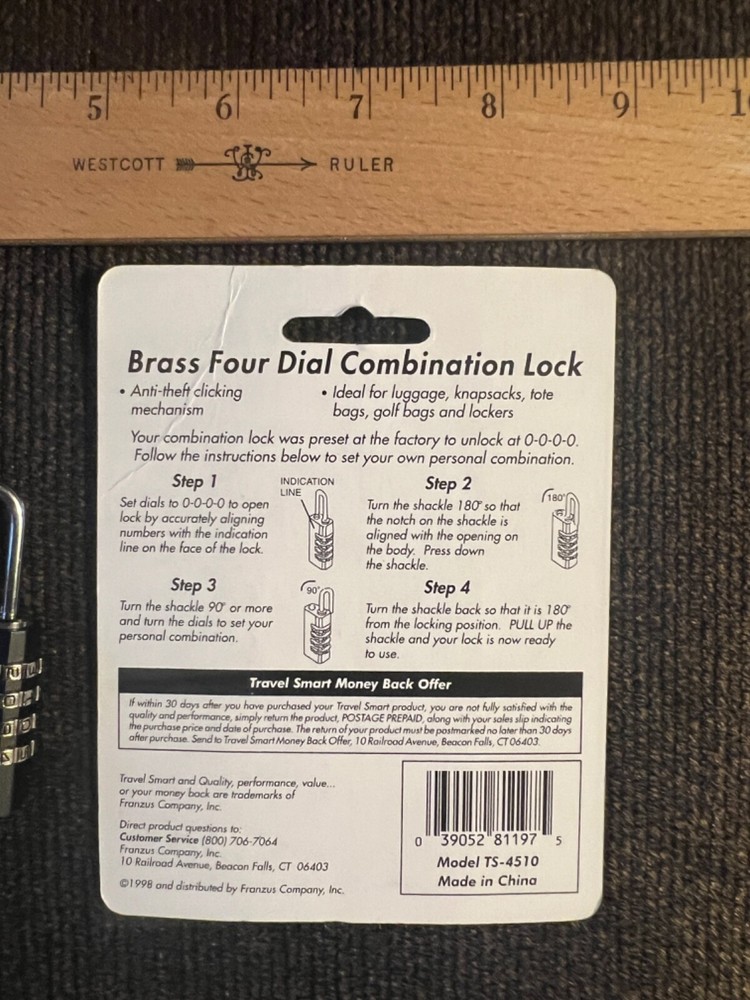 5 6 7 8 9 1
WESTCOTT RULER
Brass Four Dial Combination Lock
• Anti-theft clicking
mechanism
• Ideal for luggage, knapsacks, tote
bags, golf bags and lockers
Your combination lock was preset at the factory to unlock at 0-0-0-0.
Follow the instructions below to set your own personal combination.
Step 1
Set dials to 0-0-0-0 to open
lock by accurately aligning
numbers with the indication
line on the face of the lock.
INDICATION
LINE
Step 2
Turn the shackle 180° so that
the notch on the shackle is
aligned with the opening on
the body. Press down
the shackle.
180°
Step 3
Turn the shackle 90° or more
and turn the dials to set your
personal combination.
90°
Step 4
Turn the shackle back so that it is 180°
from the locking position. PULL UP the
shackle and your lock is now ready
to use.
Travel Smart Money Back Offer
If within 30 days after you have purchased your Travel Smart product, you are not fully satisfied with the
quality and performance, simply return the product, POSTAGE PREPAID, along with your sales slip indicating
the purchase price and date of purchase. The return of your product must be postmarked no later than 30 days
after purchase. Send to Travel Smart Money Back Offer, 10 Railroad Avenue, Beacon Falls, CT 06403.
Travel Smart and Quality, performance, value...
or your money back are trademarks of
Franzus Company, Inc.
Direct product questions to:
Customer Service (800) 706-7064
Franzus Company, Inc.
10 Railroad Avenue, Beacon Falls, CT 06403
©1998 and distributed by Franzus Company, Inc.
0 39052 81197 5
Model TS-4510
Made in China